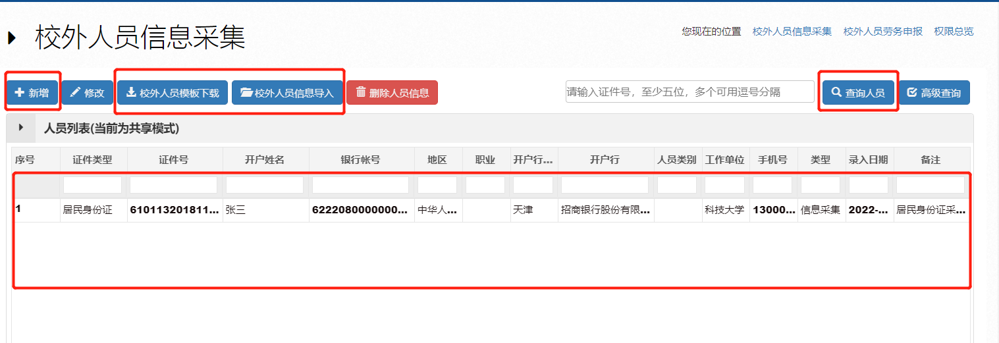 校外人员信息采集
您现在的位置 校外人员信息采集 校外人员劳务申报 权限总览
新增 修改 校外人员模板下载 校外人员信息导入 删除人员信息 请输入证件号，至少五位，多个可用逗号分隔 查询人员 高级查询
人员列表(当前为共享模式)
序号 证件类型 证件号 开户姓名 银行帐号 地区 职业 开户行... 开户行 人员类别 工作单位 手机号 类型 录入日期 备注
1 居民身份证 610113201811... 张三 6222080000000... 中华人... 天津 招商银行股份有限... 科技大学 13000... 信息采集 2022-... 居民身份证采...